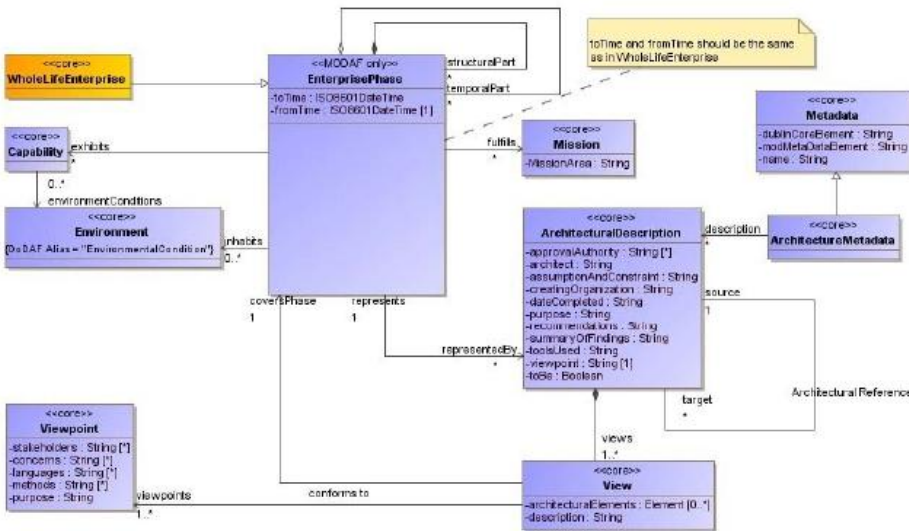 <<core>>
WholeLifeEnterprise
<<MODAF only>>
EnterprisePhase
-toTime : ISO8601DateTime
-fromTime : ISO8601DateTime [1]
structuralPart
*
temporalPart
*
toTime and fromTime should be the same
as in WholeLifeEnterprise
<<core>>
Metadata
-dublinCoreElement : String
-modMetaDataElement : String
-name : String
<<core>>
Capability
exhibits
*
fulfills
*
<<core>>
Mission
-MissionArea : String
0..*
environmentConditions
<<core>>
Environment
{DoDAF Alias = "EnvironmentalCondition"}
inhabits
0..*
<<core>>
ArchitecturalDescription
-approvalAuthority : String [*]
-architect : String
-assumptionAndConstraint : String
-creatingOrganization : String
-dateCompleted : String
-purpose : String
-recommendations : String
-summaryOfFindings : String
-toolsUsed : String
-viewpoint : String [1]
-toBe : Boolean
description
*
<<core>>
ArchitectureMetadata
coversPhase
1
represents
1
source
1
representedBy
*
target
*
Architectural Reference
<<core>>
Viewpoint
-stakeholders : String [*]
-concerns : String [*]
-languages : String [*]
-methods : String [*]
-purpose : String
views
1..*
viewpoints
1..*
conforms to
<<core>>
View
-architecturalElements : Element [0..*]
-description : String